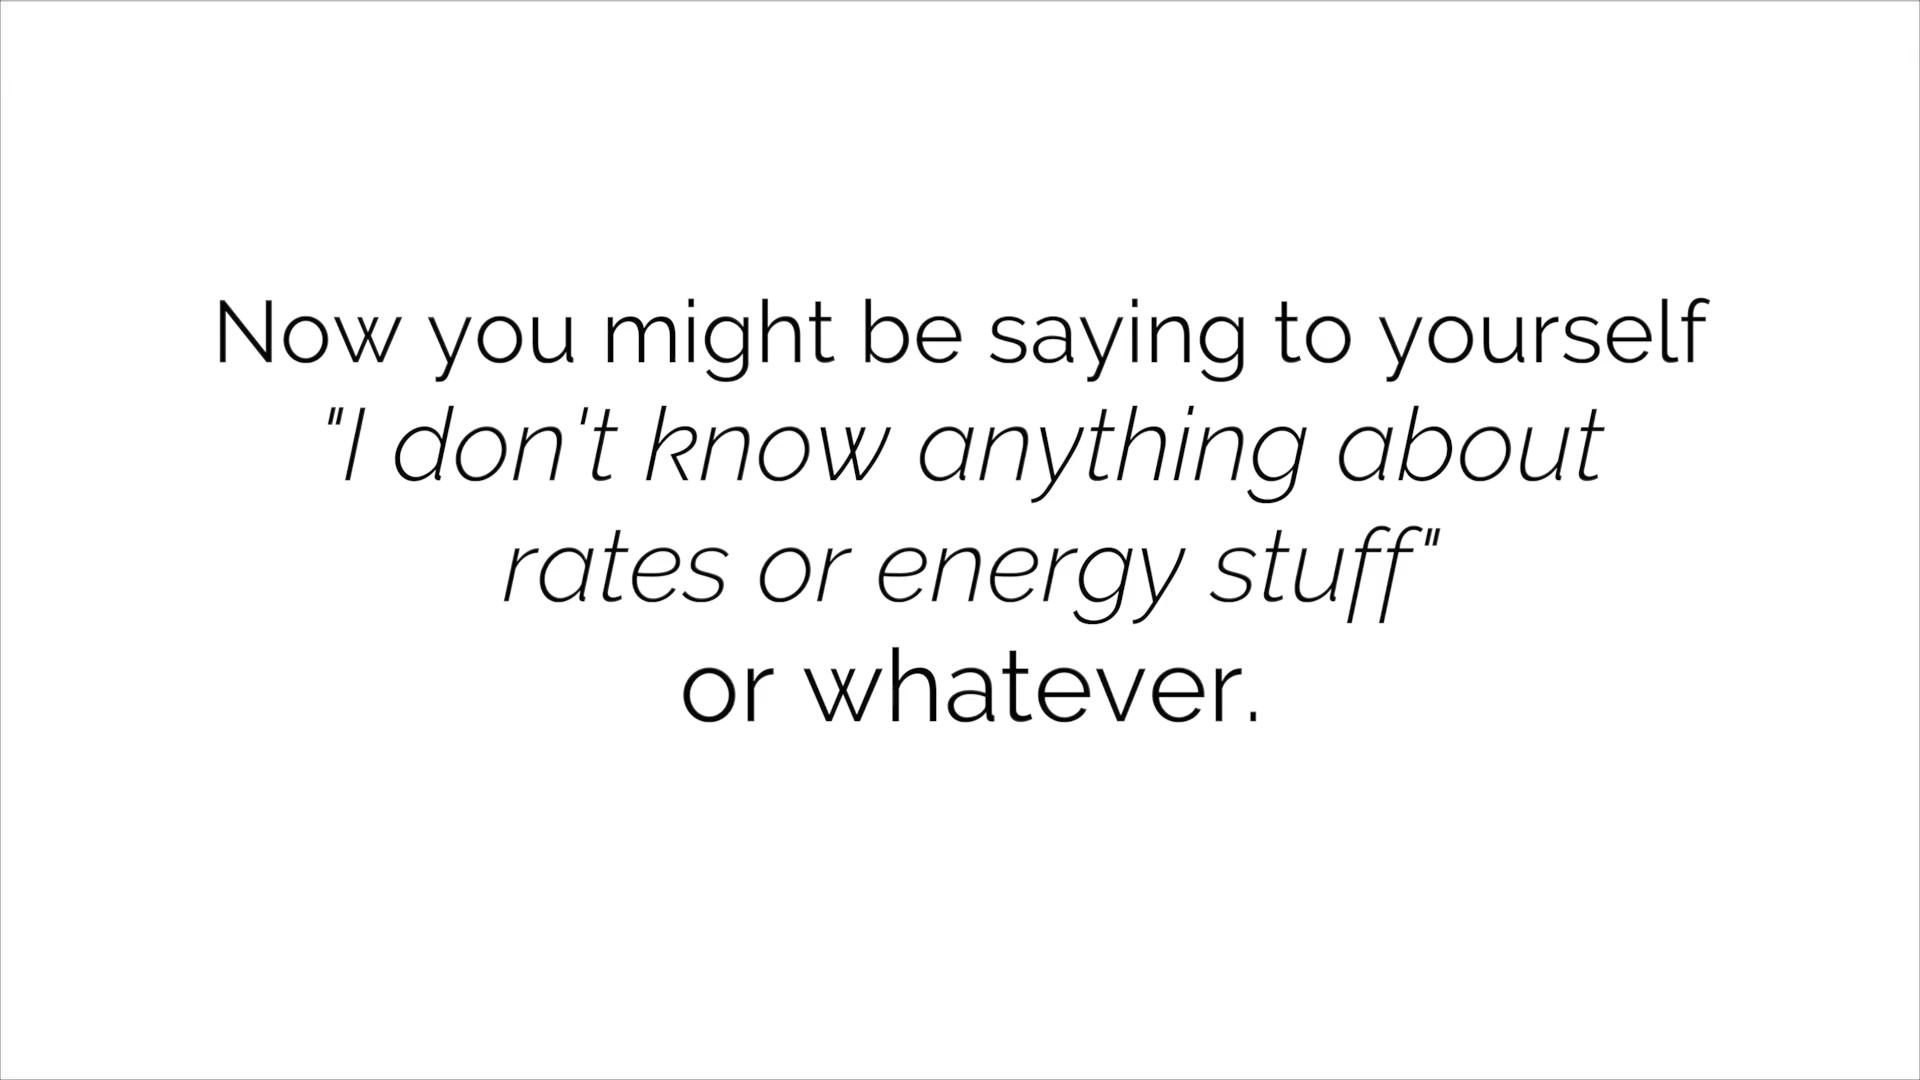 Now you might be saying to yourself
"I don't know anything about
rates or energy stuff"
or whatever.